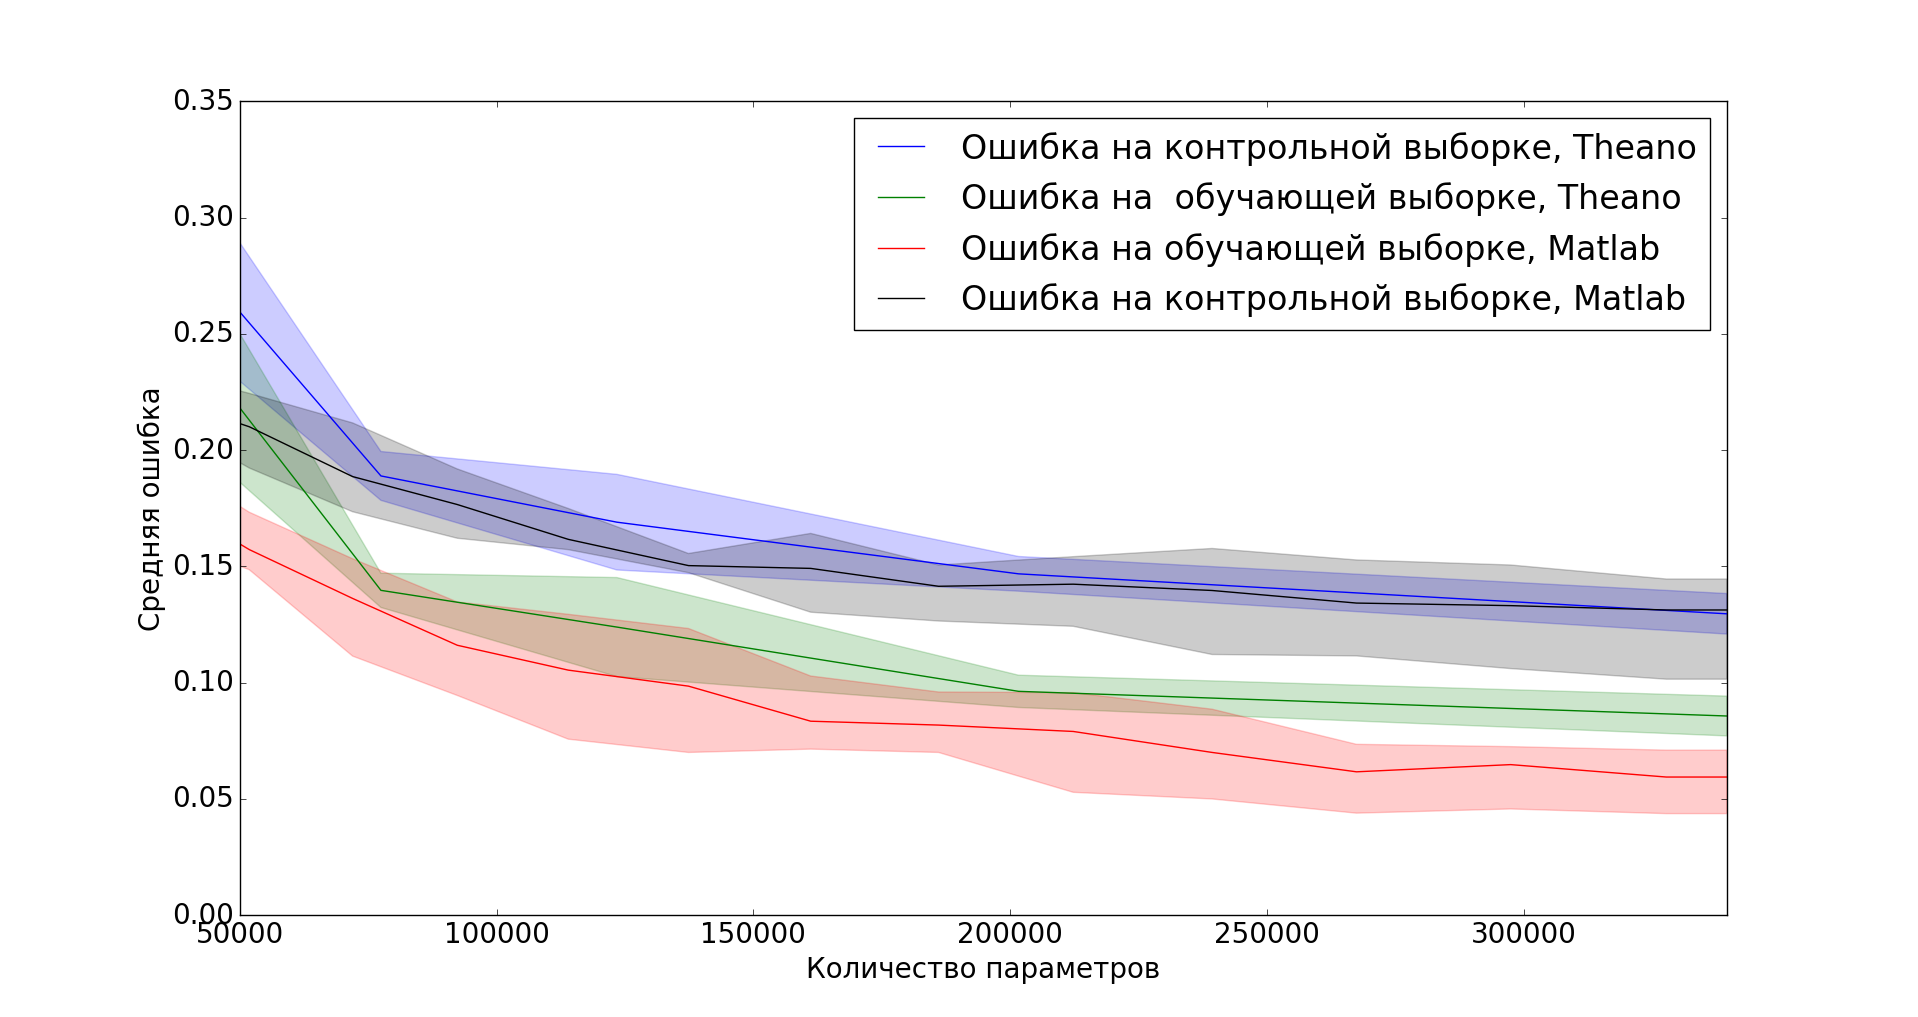 0.35
0.30
0.25
0.20
0.15
0.10
0.05
0.00
Средняя ошибка
Ошибка на контрольной выборке, Theano
Ошибка на  обучающей выборке, Theano
Ошибка на обучающей выборке, Matlab
Ошибка на контрольной выборке, Matlab
50000 100000 150000 200000 250000 300000
Количество параметров